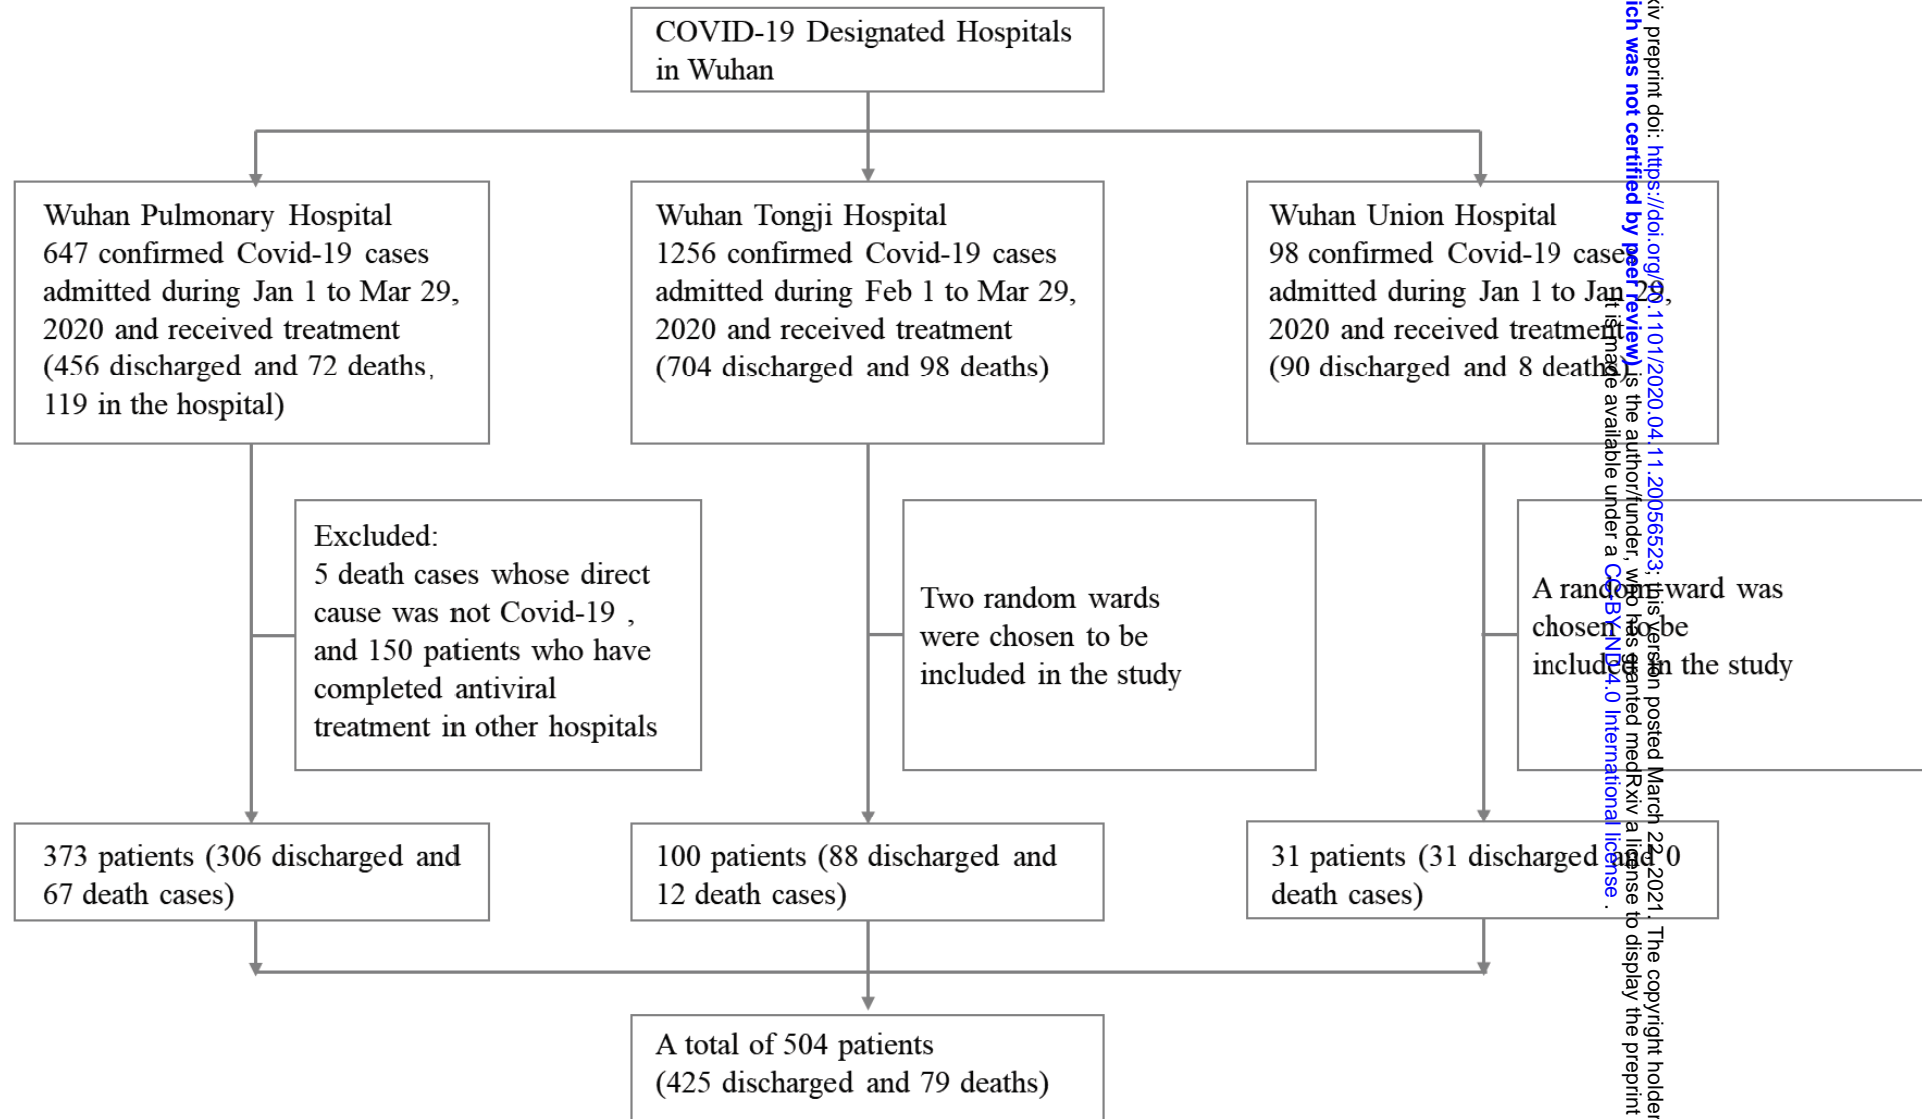 COVID-19 Designated Hospitals
in Wuhan
Wuhan Pulmonary Hospital
647 confirmed Covid-19 cases
admitted during Jan 1 to Mar 29,
2020 and received treatment
(456 discharged and 72 deaths,
119 in the hospital)
Wuhan Tongji Hospital
1256 confirmed Covid-19 cases
admitted during Feb 1 to Mar 29,
2020 and received treatment
(704 discharged and 98 deaths)
Wuhan Union Hospital
98 confirmed Covid-19 cases
admitted during Jan 1 to Jan 29,
2020 and received treatment
(90 discharged and 8 deaths)
Excluded:
5 death cases whose direct
cause was not Covid-19 ,
and 150 patients who have
completed antiviral
treatment in other hospitals
Two random wards
were chosen to be
included in the study
A random ward was
chosen to be
included in the study
373 patients (306 discharged and
67 death cases)
100 patients (88 discharged and
12 death cases)
31 patients (31 discharged and 0
death cases)
A total of 504 patients
(425 discharged and 79 deaths)
preprint doi: https://doi.org/10.1101/2020.04.11.20056523; this version posted March 22, 2021. The copyright holder
was not certified by peer review) is the author/funder, who has granted medRxiv a license to display the preprint
It is made available under a CC-BY-ND 4.0 International license .